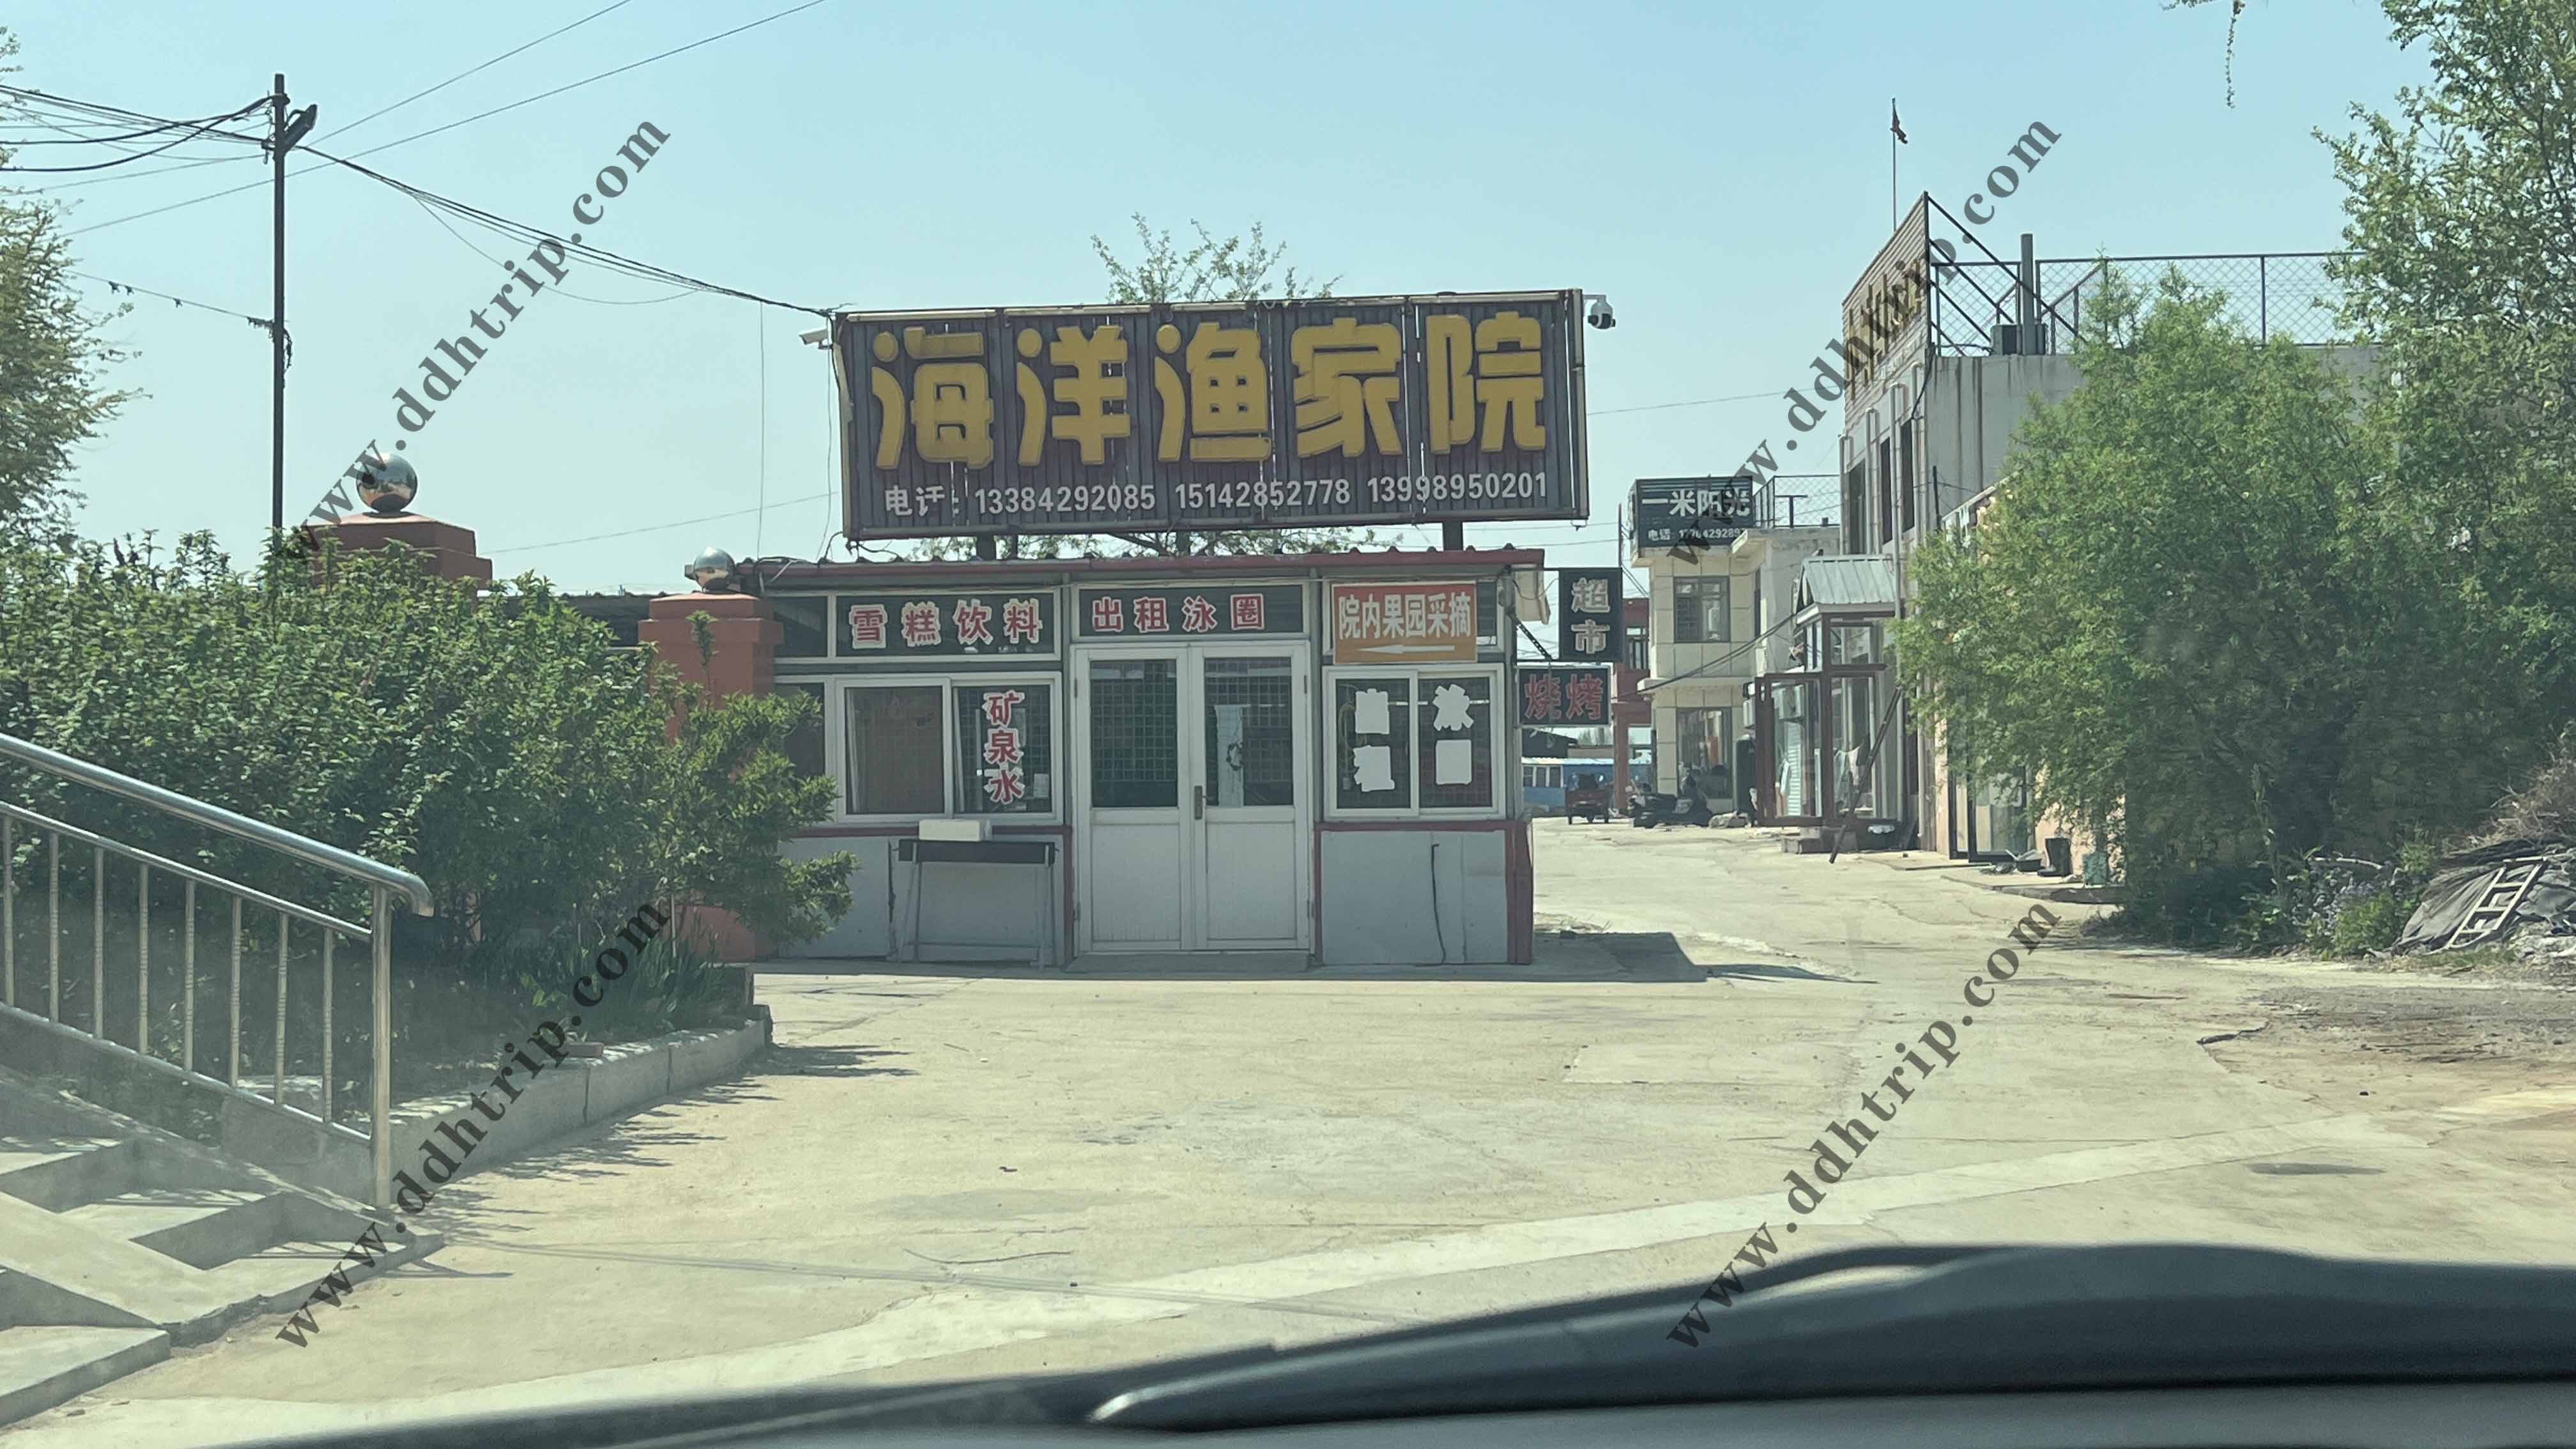 海洋渔家院
电话: 13384292085 15142852778 13998950201
一米阳光
雪糕饮料
出租泳圈
院内果园采摘
超市
烧烤
矿泉水
www.ddhtrip.com
www.ddhtrip.com
www.ddhtrip.com
www.ddhtrip.com